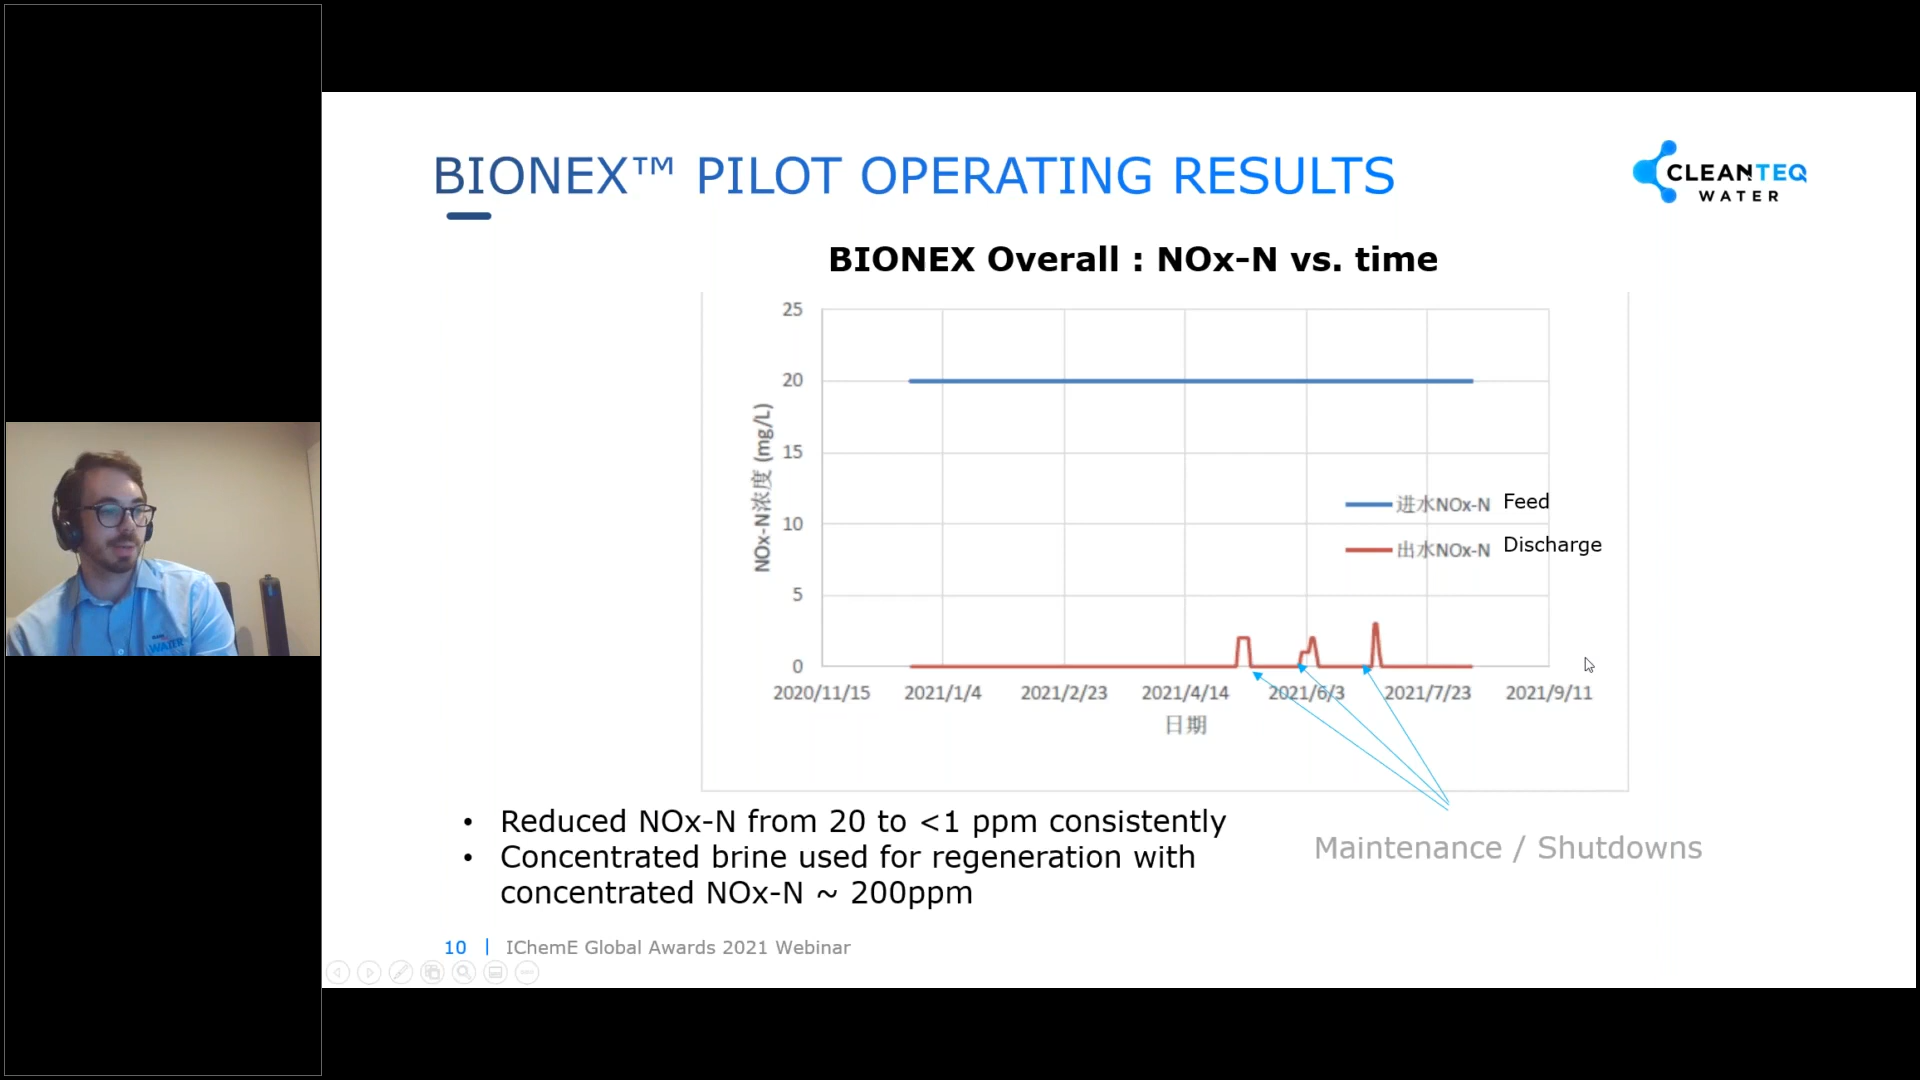 BIONEX™ PILOT OPERATING RESULTS
CLEANTEQ
WATER
BIONEX Overall : NOx-N vs. time
25
20
15
10
5
0
NOx-N浓度 (mg/L)
进水NOx-N Feed
出水NOx-N Discharge
2020/11/15 2021/1/4 2021/2/23 2021/4/14 2021/6/3 2021/7/23 2021/9/11
日期
• Reduced NOx-N from 20 to <1 ppm consistently
• Concentrated brine used for regeneration with
concentrated NOx-N ~ 200ppm
Maintenance / Shutdowns
10 | IChemE Global Awards 2021 Webinar
WATER